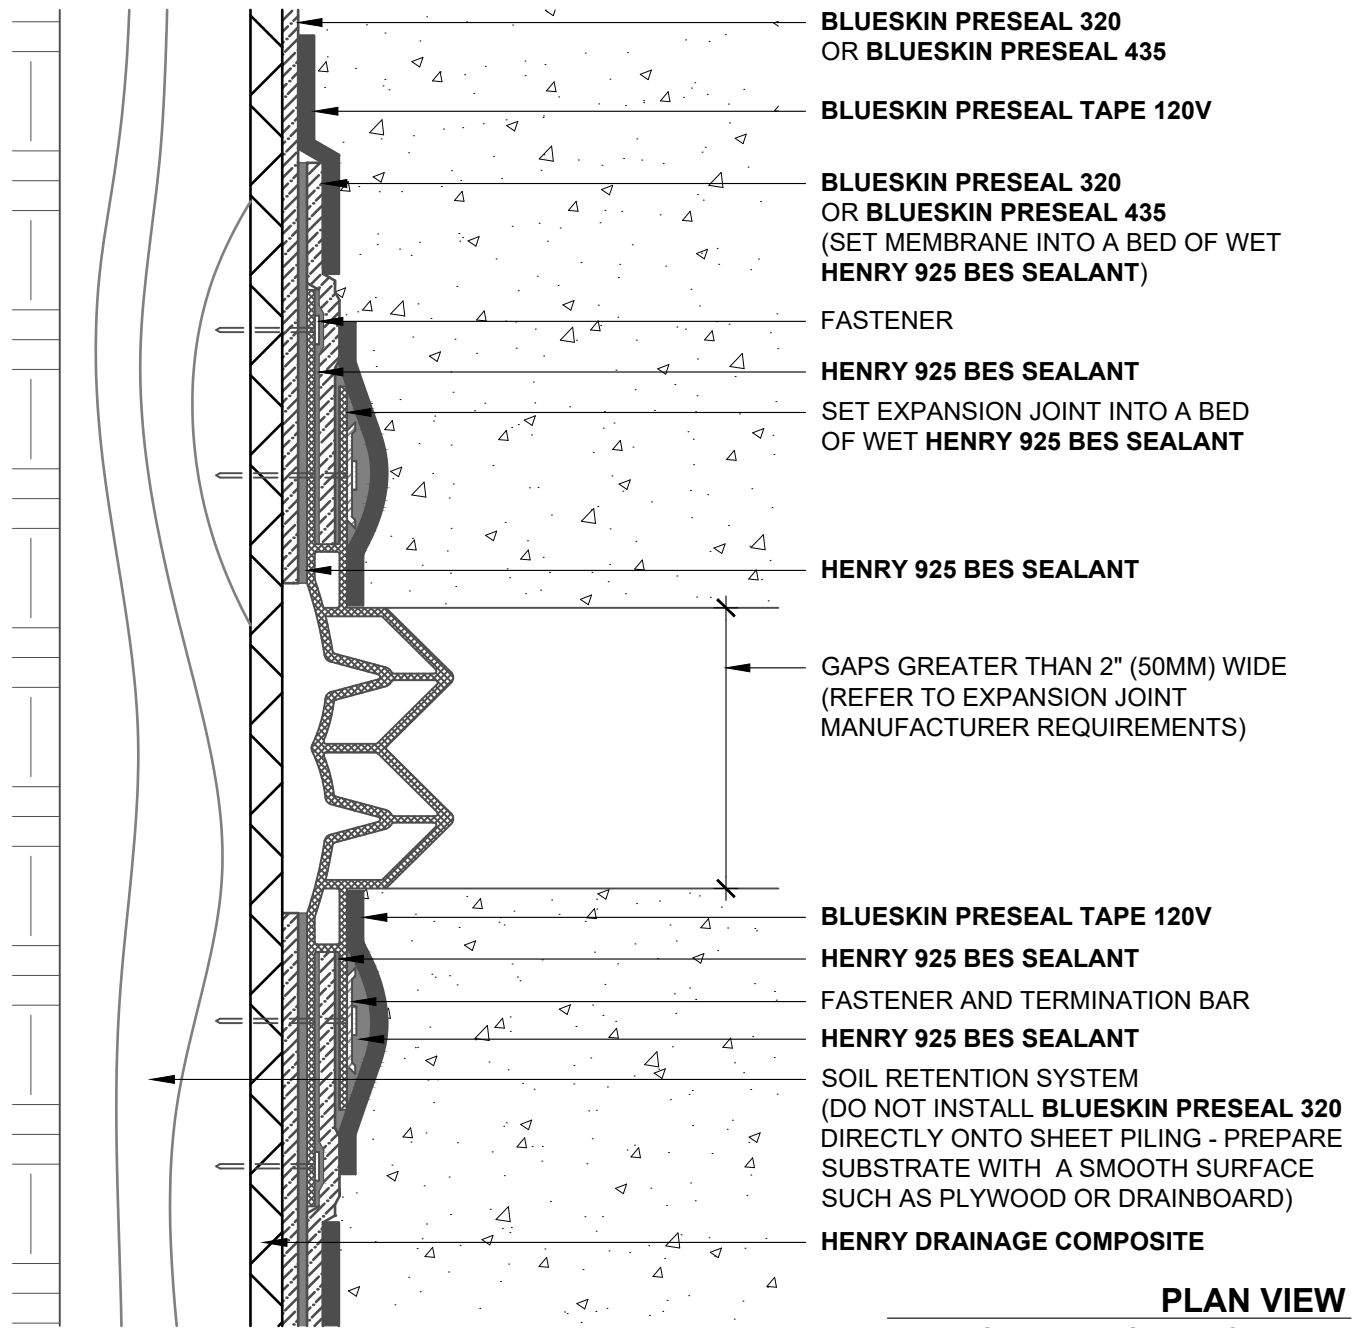 BLUESKIN PRESEAL 320
OR BLUESKIN PRESEAL 435
BLUESKIN PRESEAL TAPE 120V
BLUESKIN PRESEAL 320
OR BLUESKIN PRESEAL 435
(SET MEMBRANE INTO A BED OF WET
HENRY 925 BES SEALANT)
FASTENER
HENRY 925 BES SEALANT
SET EXPANSION JOINT INTO A BED
OF WET HENRY 925 BES SEALANT
HENRY 925 BES SEALANT
GAPS GREATER THAN 2" (50MM) WIDE
(REFER TO EXPANSION JOINT
MANUFACTURER REQUIREMENTS)
BLUESKIN PRESEAL TAPE 120V
HENRY 925 BES SEALANT
FASTENER AND TERMINATION BAR
HENRY 925 BES SEALANT
SOIL RETENTION SYSTEM
(DO NOT INSTALL BLUESKIN PRESEAL 320
DIRECTLY ONTO SHEET PILING - PREPARE
SUBSTRATE WITH A SMOOTH SURFACE
SUCH AS PLYWOOD OR DRAINBOARD)
HENRY DRAINAGE COMPOSITE
PLAN VIEW